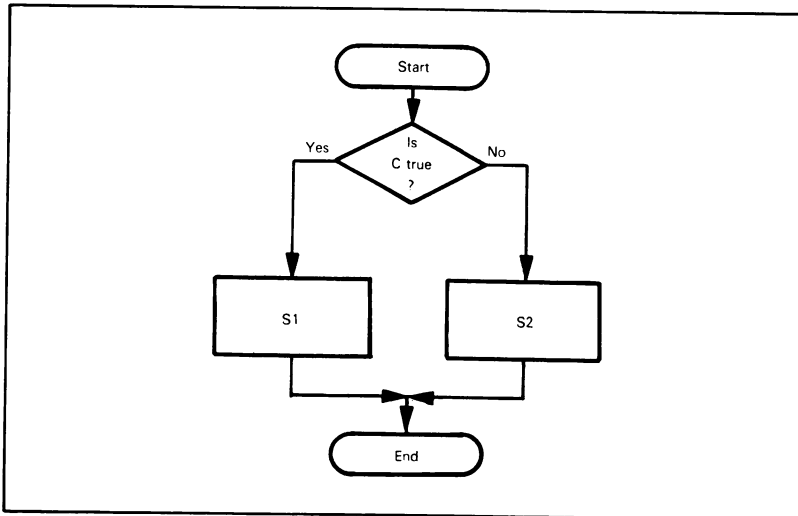 Start
Is
C true
?
Yes
No
S1
S2
End